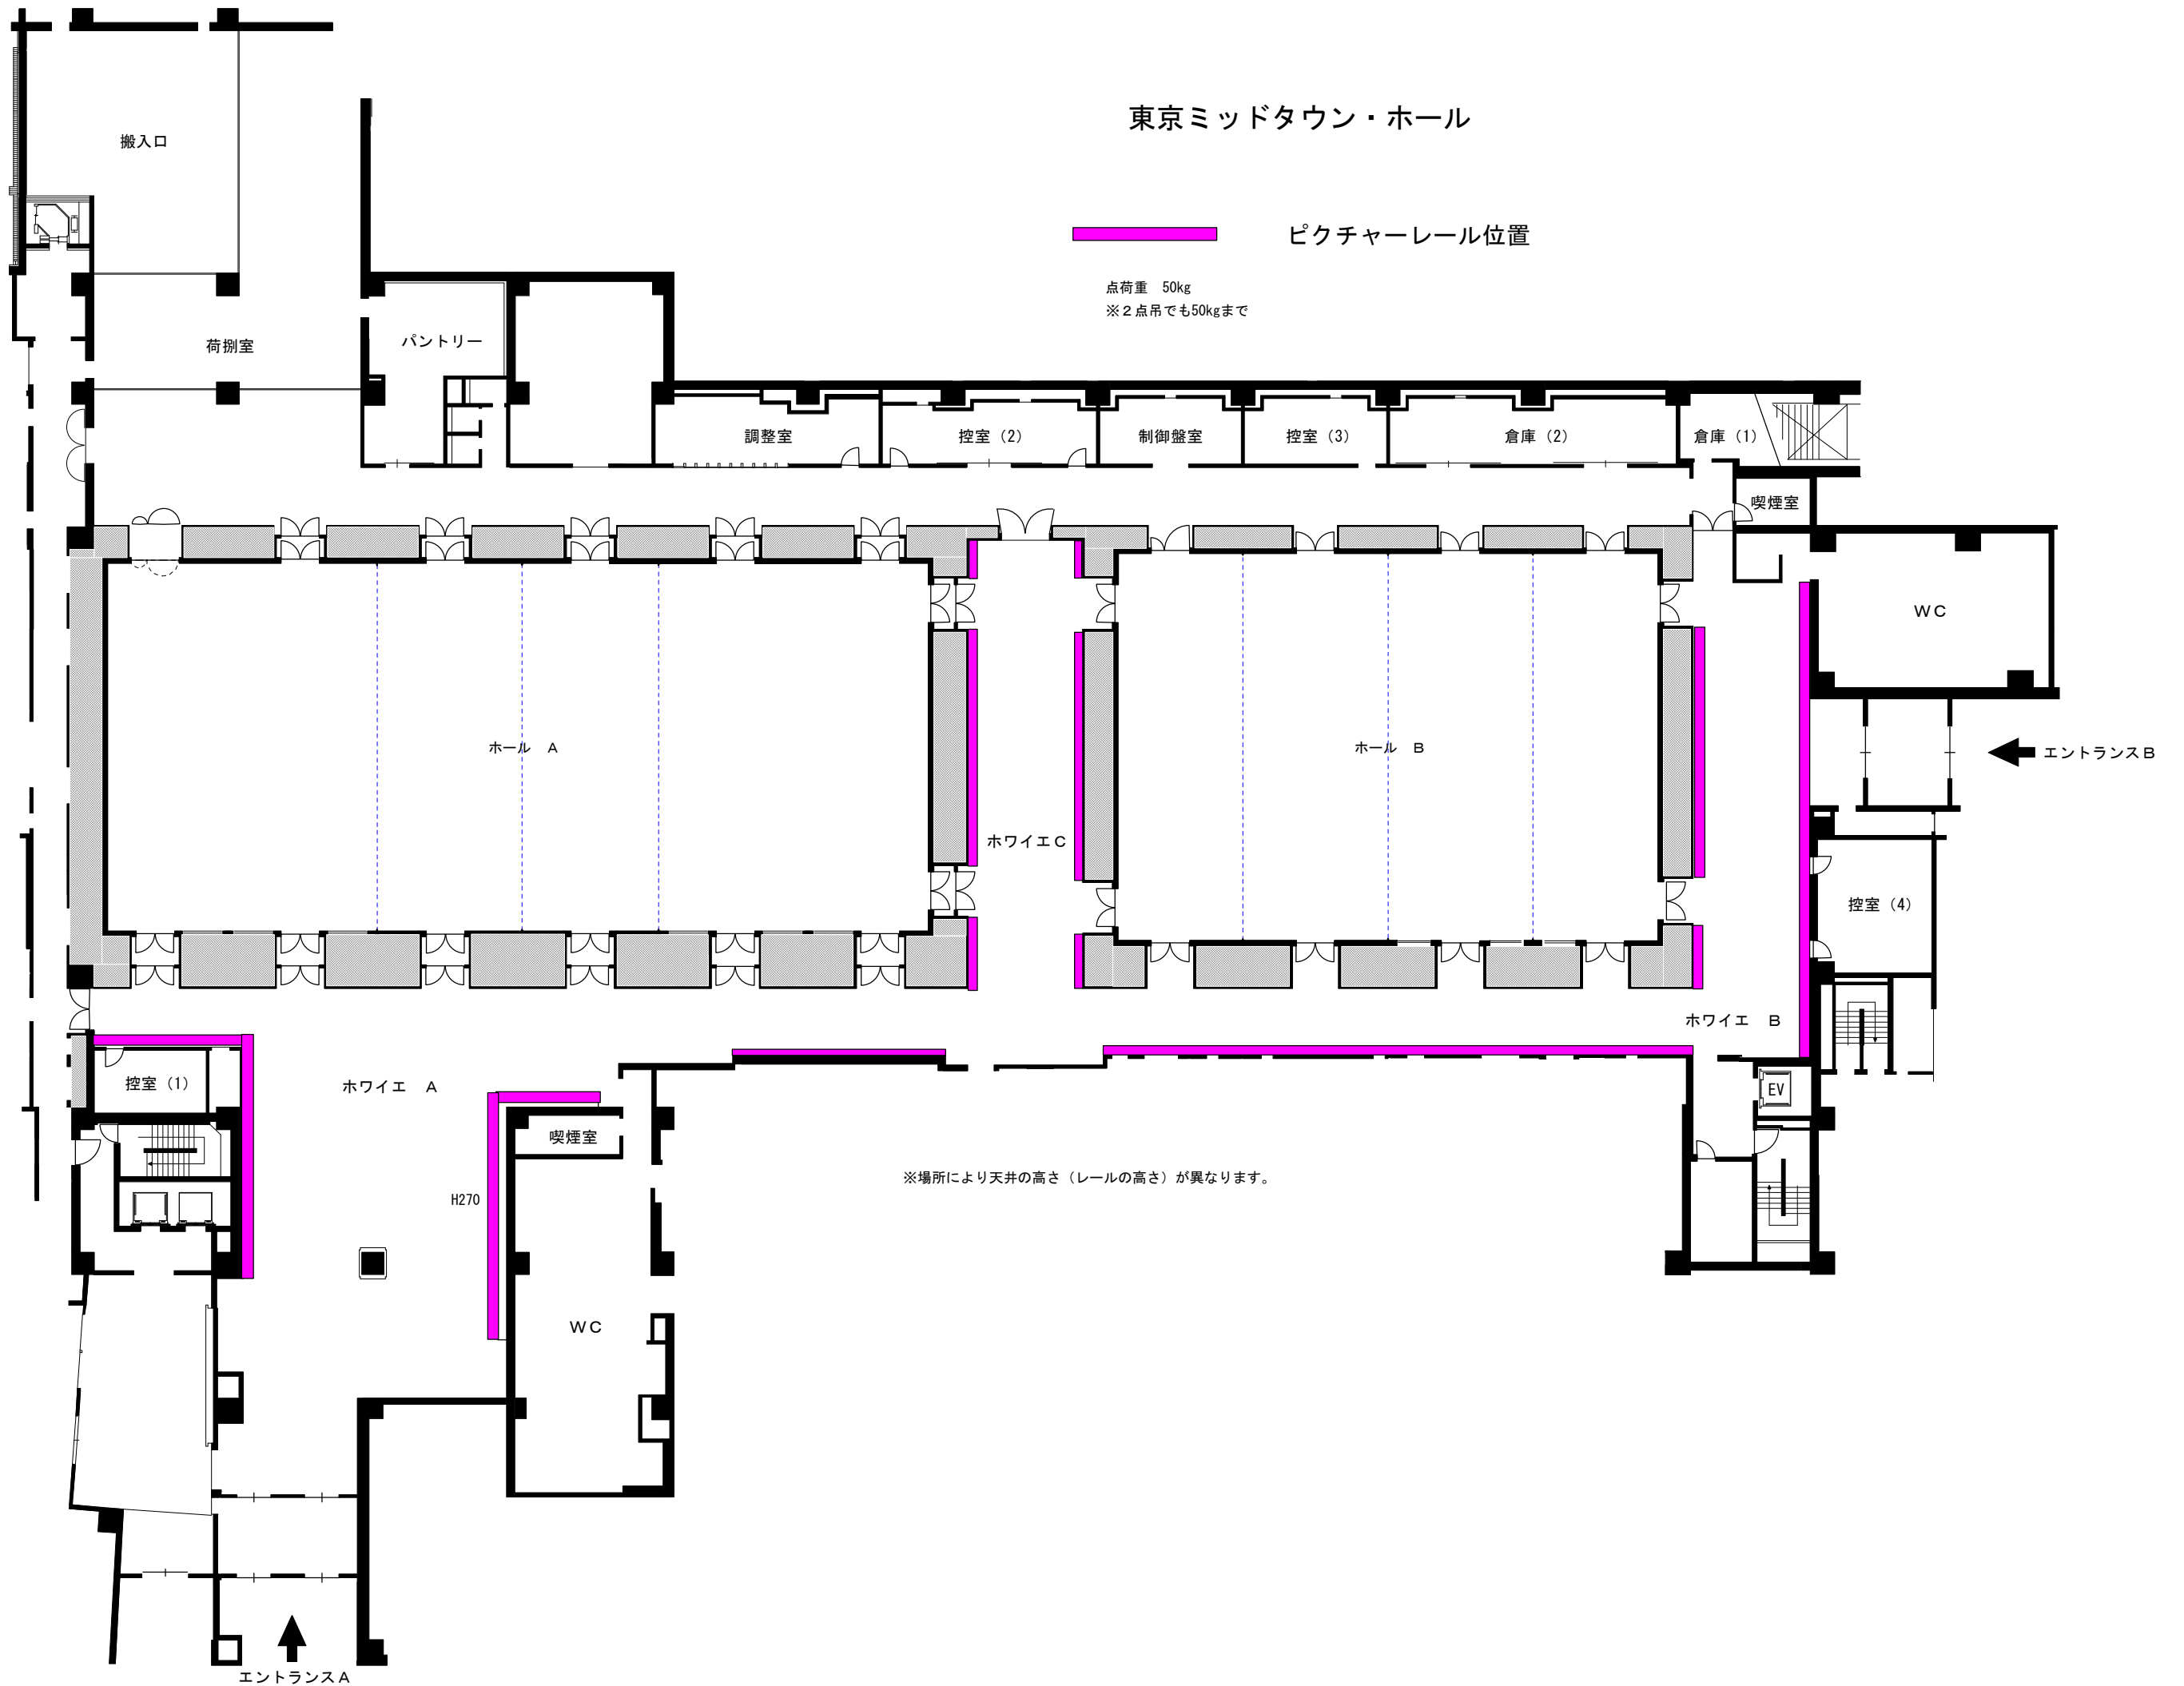 東京ミッドタウン・ホール
搬入口
ピクチャーレール位置
点荷重　50kg
※２点吊でも50kgまで
荷捌室
パントリー
調整室
控室（2）
制御盤室
控室（3）
倉庫（2）
倉庫（1）
喫煙室
ＷＣ
ホール　Ａ
ホール　Ｂ
エントランスＢ
ホワイエＣ
控室（4）
ホワイエ　Ｂ
控室（1）
ホワイエ　Ａ
EV
喫煙室
※場所により天井の高さ（レールの高さ）が異なります。
H270
ＷＣ
エントランスＡ